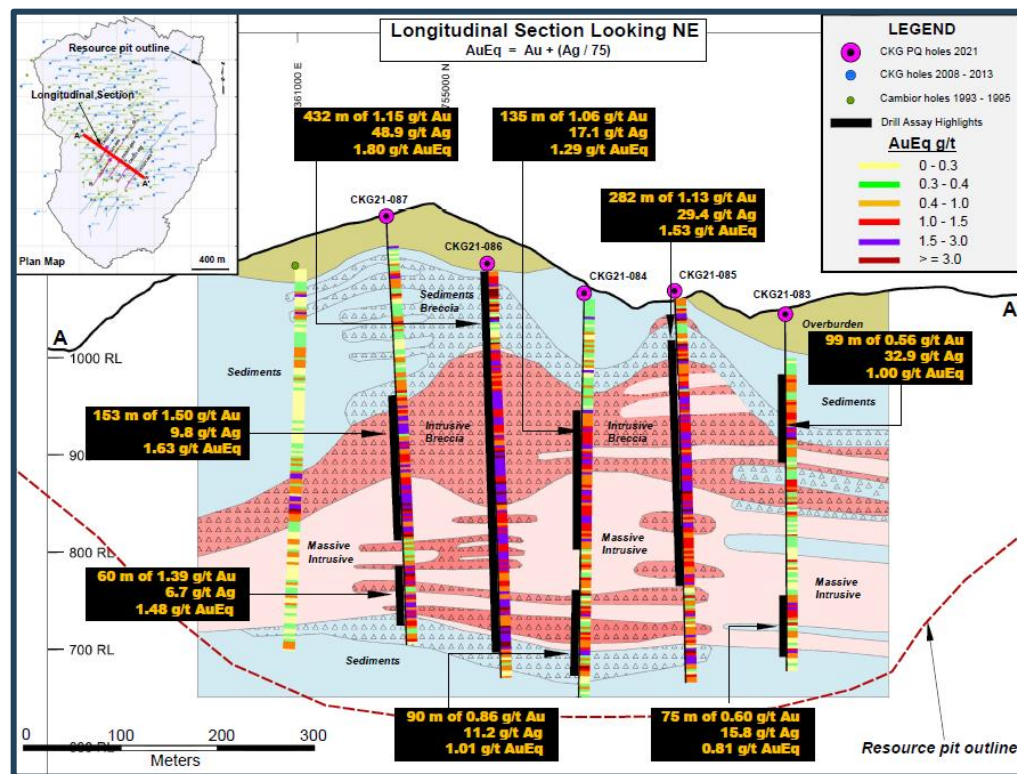 Longitudinal Section Looking NE
AuEq = Au + (Ag / 75)
Resource pit outline
Longitudinal Section
A
A'
Plan Map
400 m
LEGEND
CKG PQ holes 2021
CKG holes 2008 - 2013
Cambior holes 1993 - 1995
Drill Assay Highlights
AuEq g/t
0 - 0.3
0.3 - 0.4
0.4 - 1.0
1.0 - 1.5
1.5 - 3.0
> = 3.0
361000 E
755000 N
432 m of 1.15 g/t Au
48.9 g/t Ag
1.80 g/t AuEq
135 m of 1.06 g/t Au
17.1 g/t Ag
1.29 g/t AuEq
282 m of 1.13 g/t Au
29.4 g/t Ag
1.53 g/t AuEq
CKG21-087
CKG21-086
CKG21-084
CKG21-085
CKG21-083
Sediments
Breccia
Overburden
A
A
1000 RL
99 m of 0.56 g/t Au
32.9 g/t Ag
1.00 g/t AuEq
Sediments
Sediments
153 m of 1.50 g/t Au
9.8 g/t Ag
1.63 g/t AuEq
Intrusive
Breccia
Intrusive
Breccia
800 RL
Massive
Intrusive
Massive
Intrusive
Massive
Intrusive
60 m of 1.39 g/t Au
6.7 g/t Ag
1.48 g/t AuEq
700 RL
Sediments
90 m of 0.86 g/t Au
11.2 g/t Ag
1.01 g/t AuEq
75 m of 0.60 g/t Au
15.8 g/t Ag
0.81 g/t AuEq
0 100 200 300
Meters
Resource pit outline